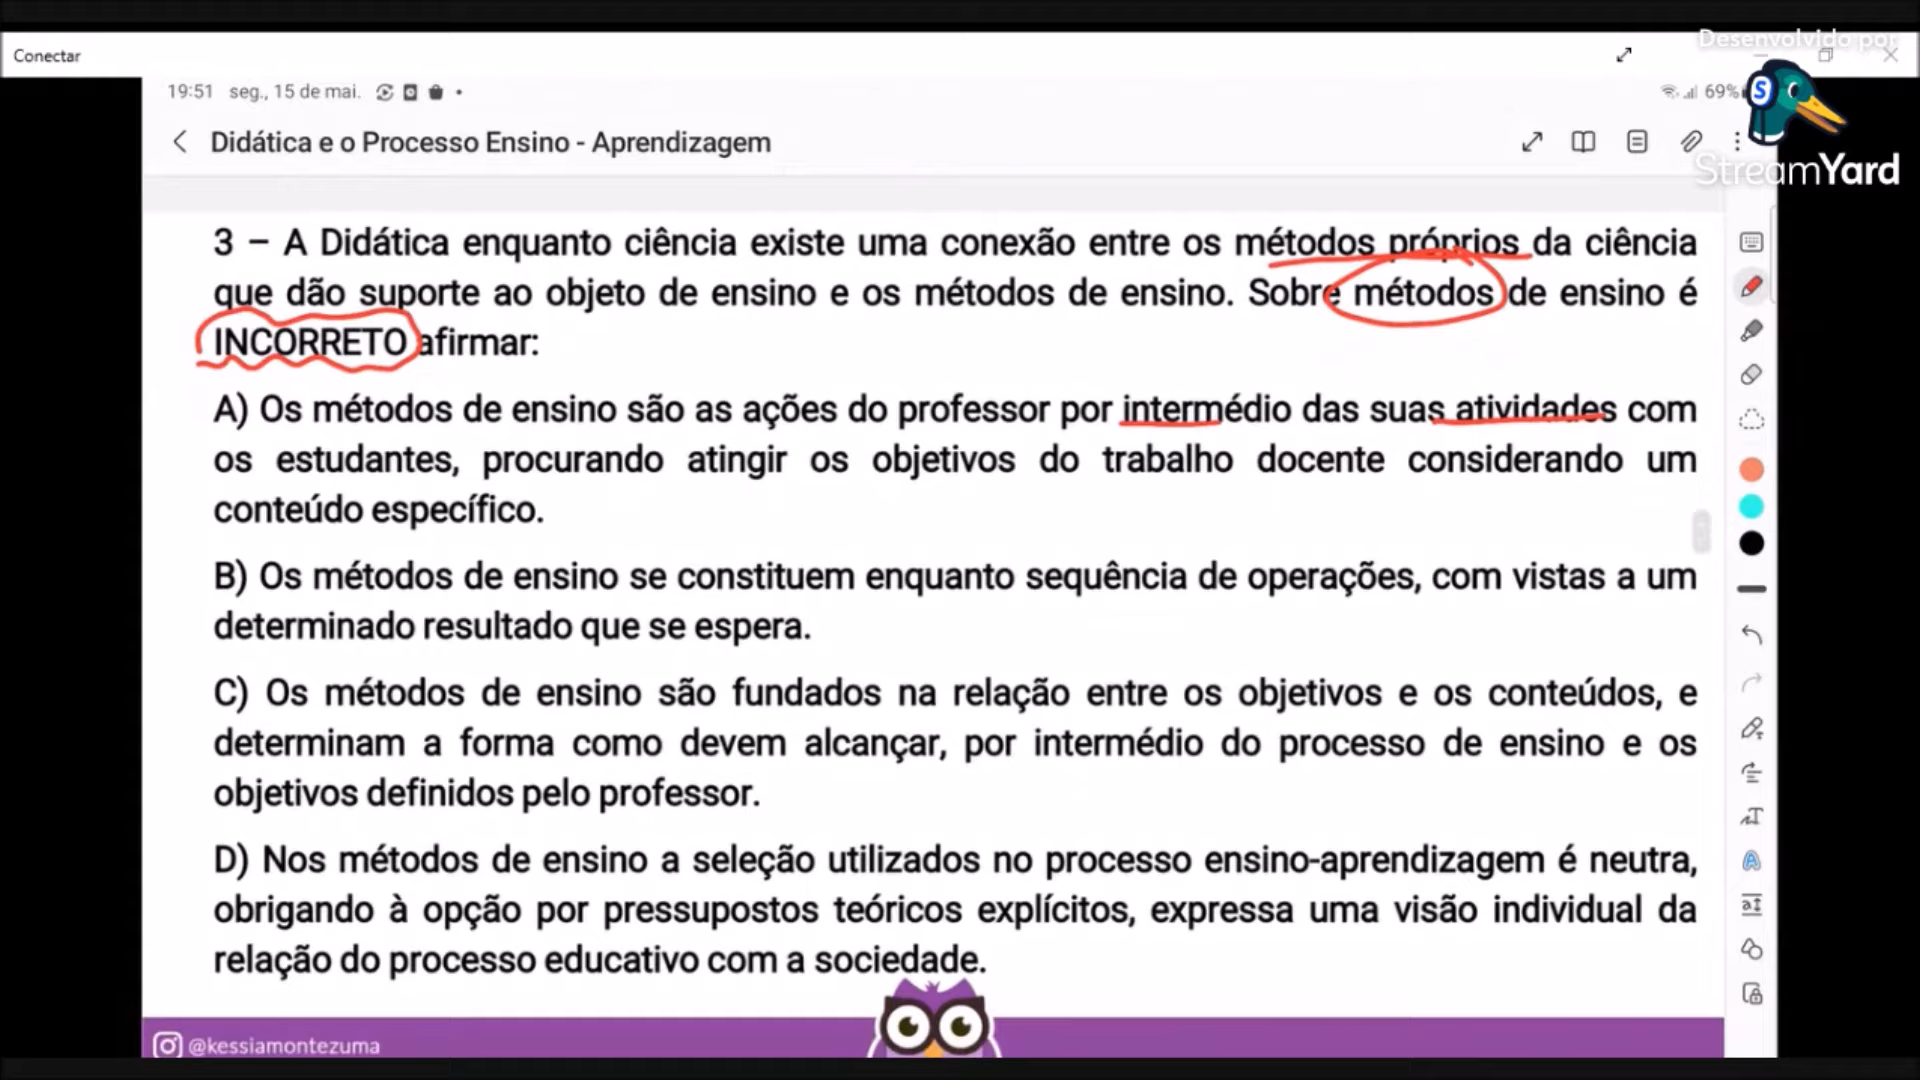 Desenvolvido por
Conectar
19:51 seg., 15 de mai.
69%
Didática e o Processo Ensino - Aprendizagem
StreamYard
3 – A Didática enquanto ciência existe uma conexão entre os métodos próprios da ciência
que dão suporte ao objeto de ensino e os métodos de ensino. Sobre métodos de ensino é
INCORRETO afirmar:
A) Os métodos de ensino são as ações do professor por intermédio das suas atividades com
os estudantes, procurando atingir os objetivos do trabalho docente considerando um
conteúdo específico.
B) Os métodos de ensino se constituem enquanto sequência de operações, com vistas a um
determinado resultado que se espera.
C) Os métodos de ensino são fundados na relação entre os objetivos e os conteúdos, e
determinam a forma como devem alcançar, por intermédio do processo de ensino e os
objetivos definidos pelo professor.
D) Nos métodos de ensino a seleção utilizados no processo ensino-aprendizagem é neutra,
obrigando à opção por pressupostos teóricos explícitos, expressa uma visão individual da
relação do processo educativo com a sociedade.
@kessiamontezuma